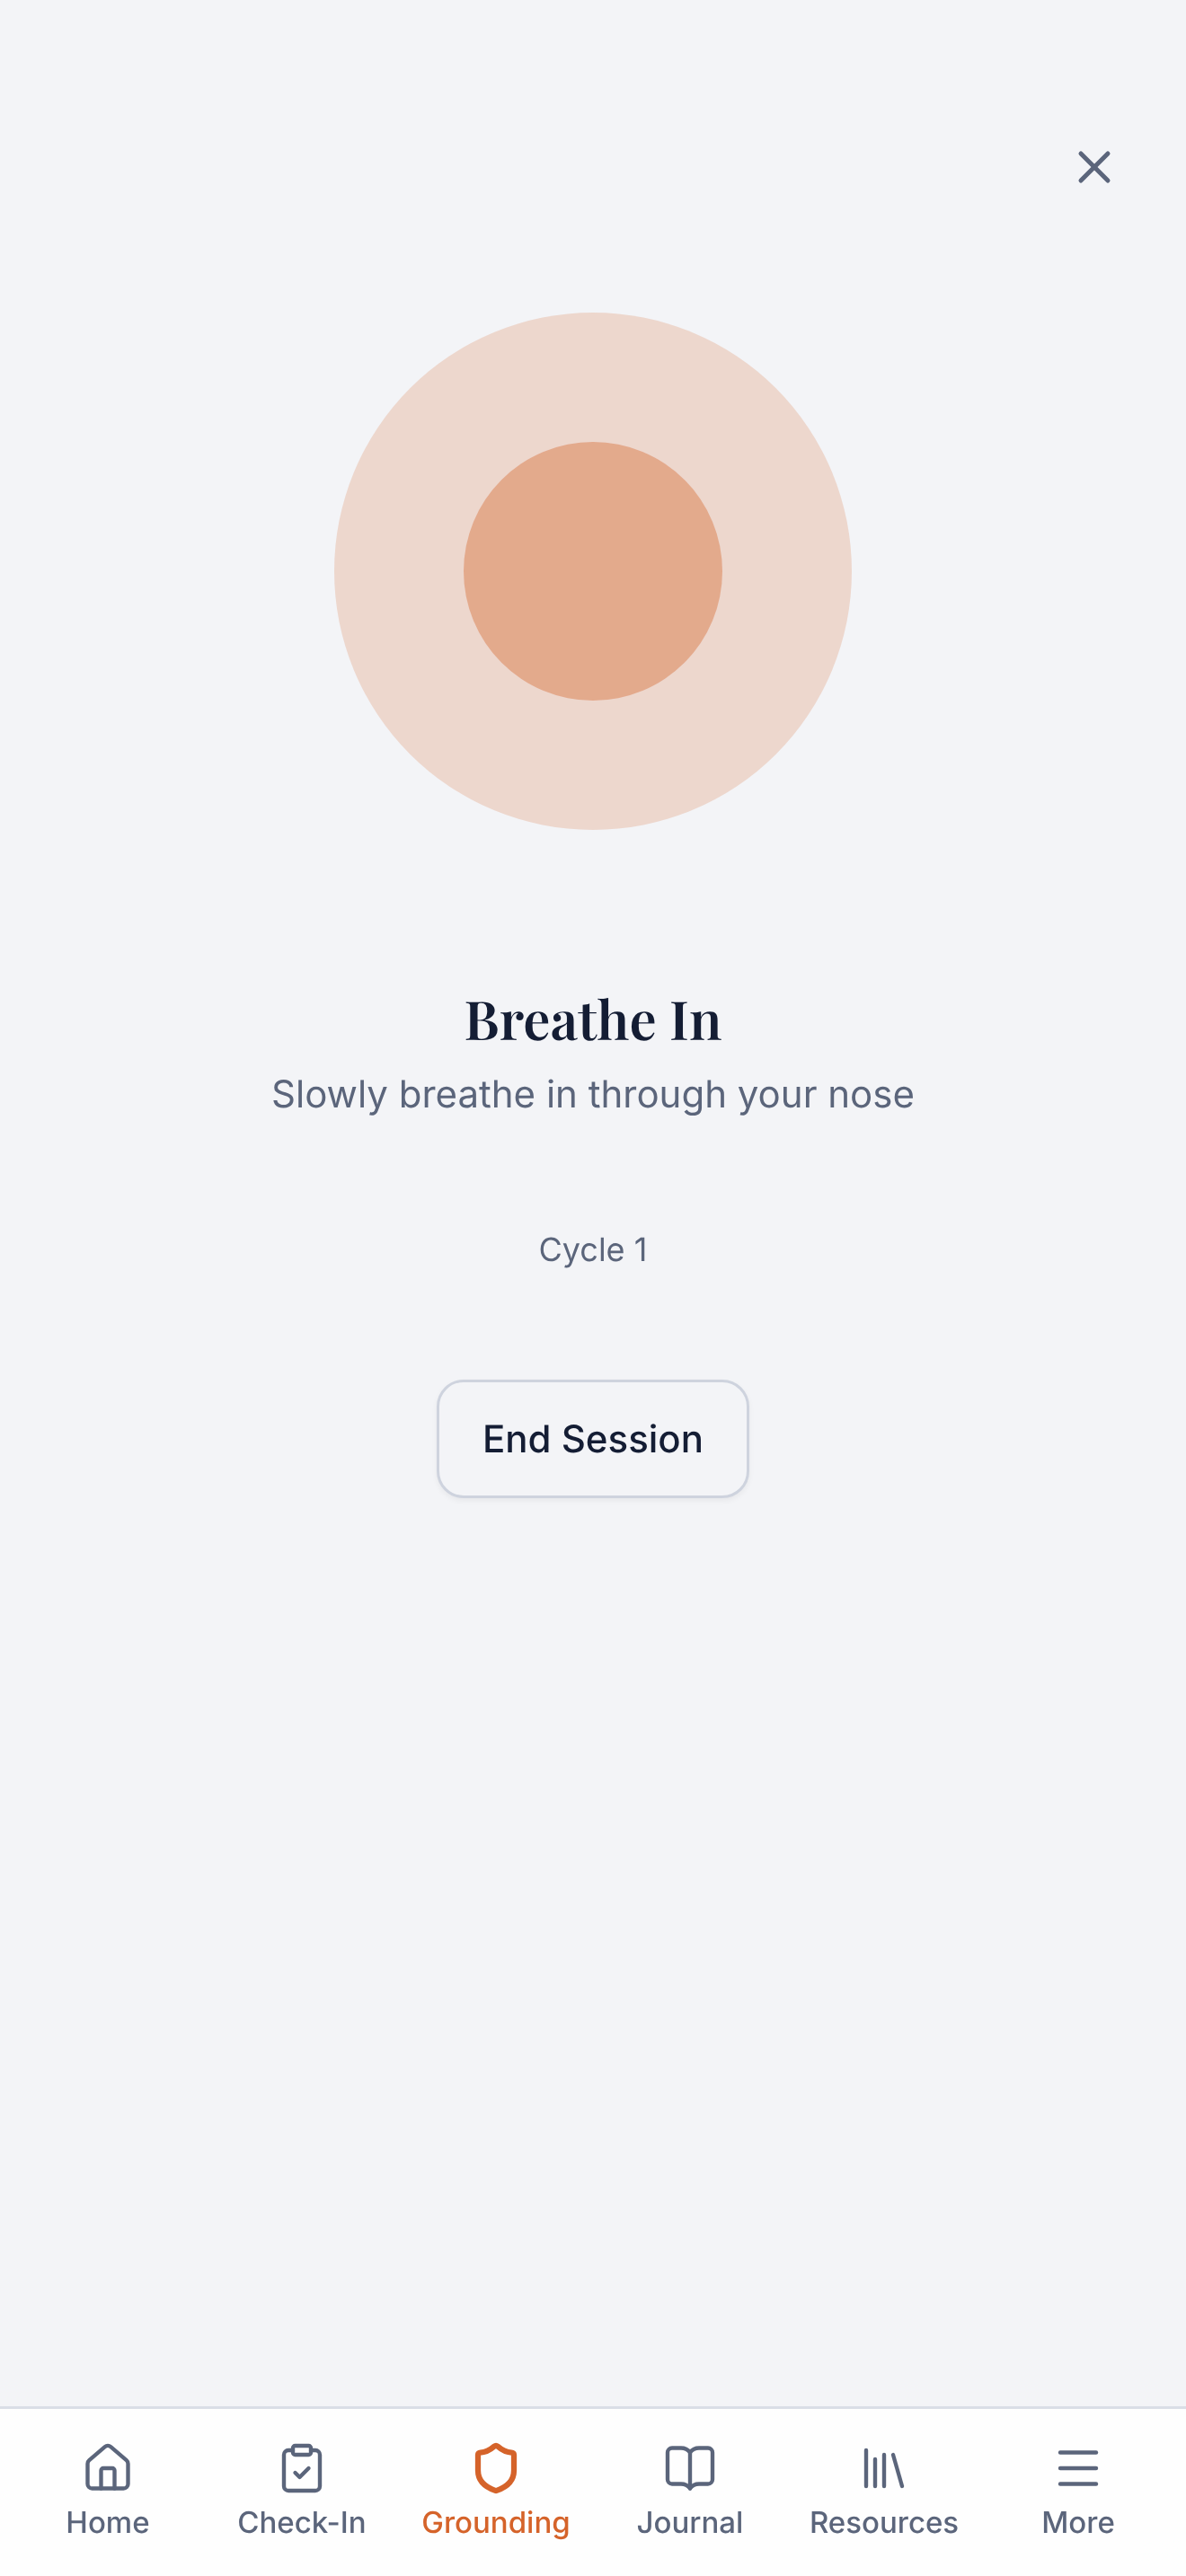 Breathe In
Slowly breathe in through your nose
Cycle 1
End Session
Home
Check-In
Grounding
Journal
Resources
More